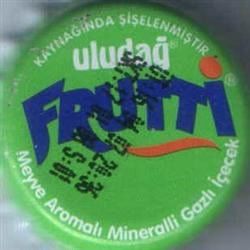 KAYNAĞINDA ŞİŞELENMİŞTİR
uludağ®
FRUTTİ®
Meyve Aromalı Mineralli Gazlı İçecek